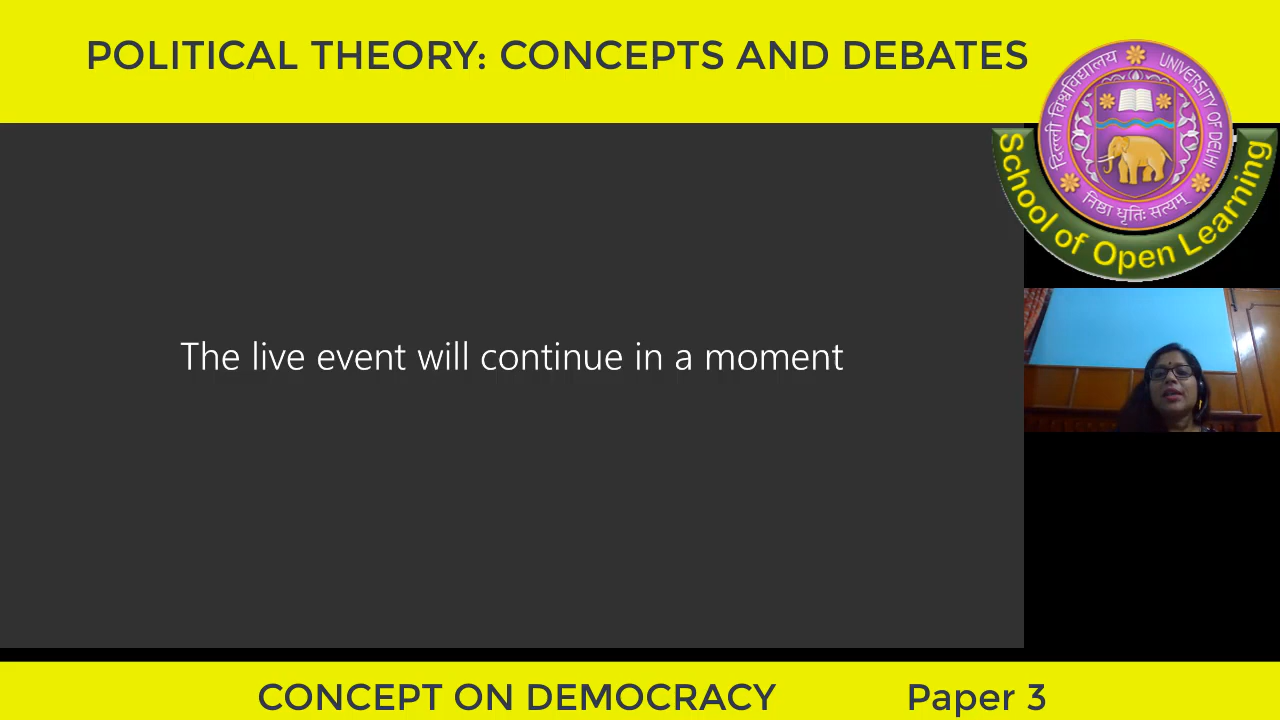 POLITICAL THEORY: CONCEPTS AND DEBATES
दिल्ली विश्वविद्यालय UNIVERSITY OF DELHI
निष्ठा धृतिः सत्यम्
School of Open Learning
The live event will continue in a moment
CONCEPT ON DEMOCRACY Paper 3